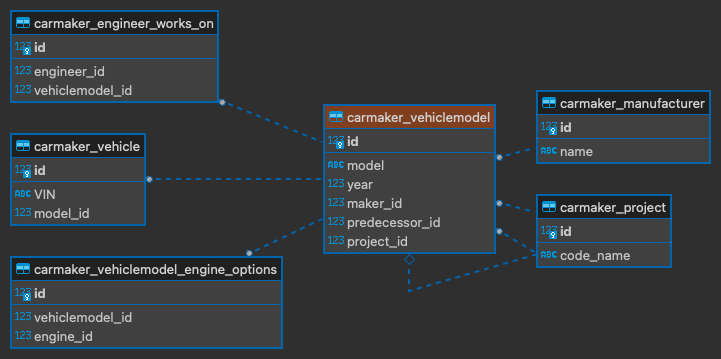 carmaker_engineer_works_on
123 id
123 engineer_id
123 vehiclemodel_id
carmaker_vehicle
123 id
ABC VIN
123 model_id
carmaker_vehiclemodel_engine_options
123 id
123 vehiclemodel_id
123 engine_id
carmaker_vehiclemodel
123 id
ABC model
123 year
123 maker_id
123 predecessor_id
123 project_id
carmaker_manufacturer
123 id
ABC name
carmaker_project
123 id
ABC code_name